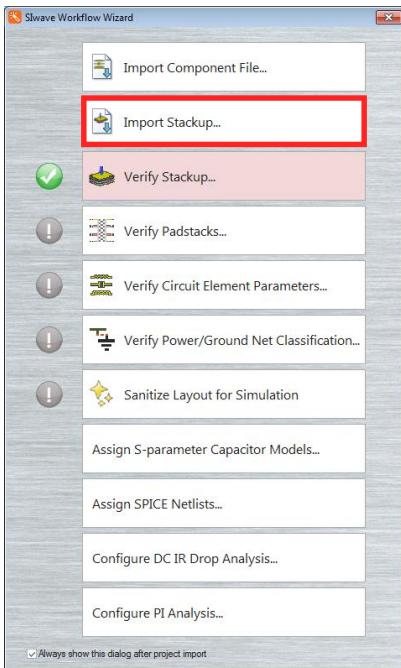 SIwave Workflow Wizard
Import Component File...
Import Stackup...
Verify Stackup...
Verify Padstacks...
Verify Circuit Element Parameters...
Verify Power/Ground Net Classification...
Sanitize Layout for Simulation
Assign S-parameter Capacitor Models...
Assign SPICE Netlists...
Configure DC IR Drop Analysis...
Configure PI Analysis...
Always show this dialog after project import